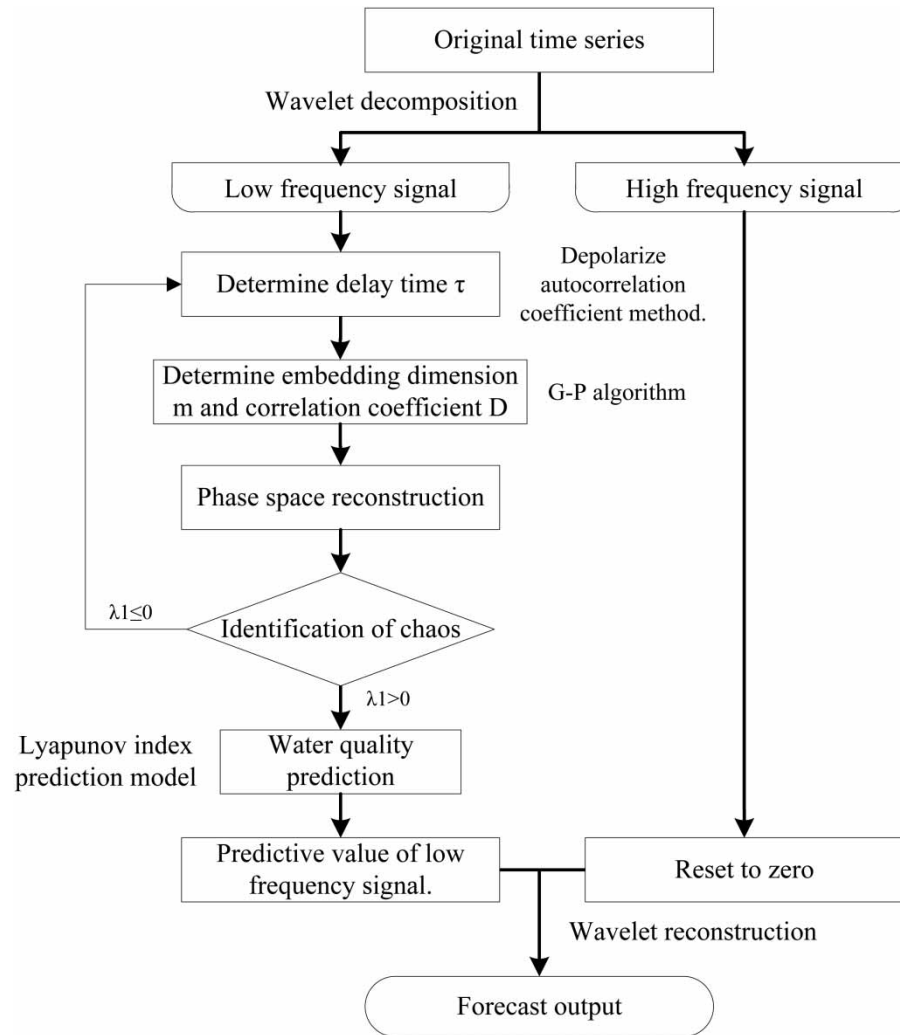 Original time series
Wavelet decomposition
Low frequency signal
High frequency signal
Determine delay time τ
Depolarize
autocorrelation
coefficient method.
Determine embedding dimension
m and correlation coefficient D
G-P algorithm
Phase space reconstruction
λ1≤0
Identification of chaos
λ1>0
Lyapunov index
prediction model
Water quality
prediction
Predictive value of low
frequency signal.
Reset to zero
Wavelet reconstruction
Forecast output